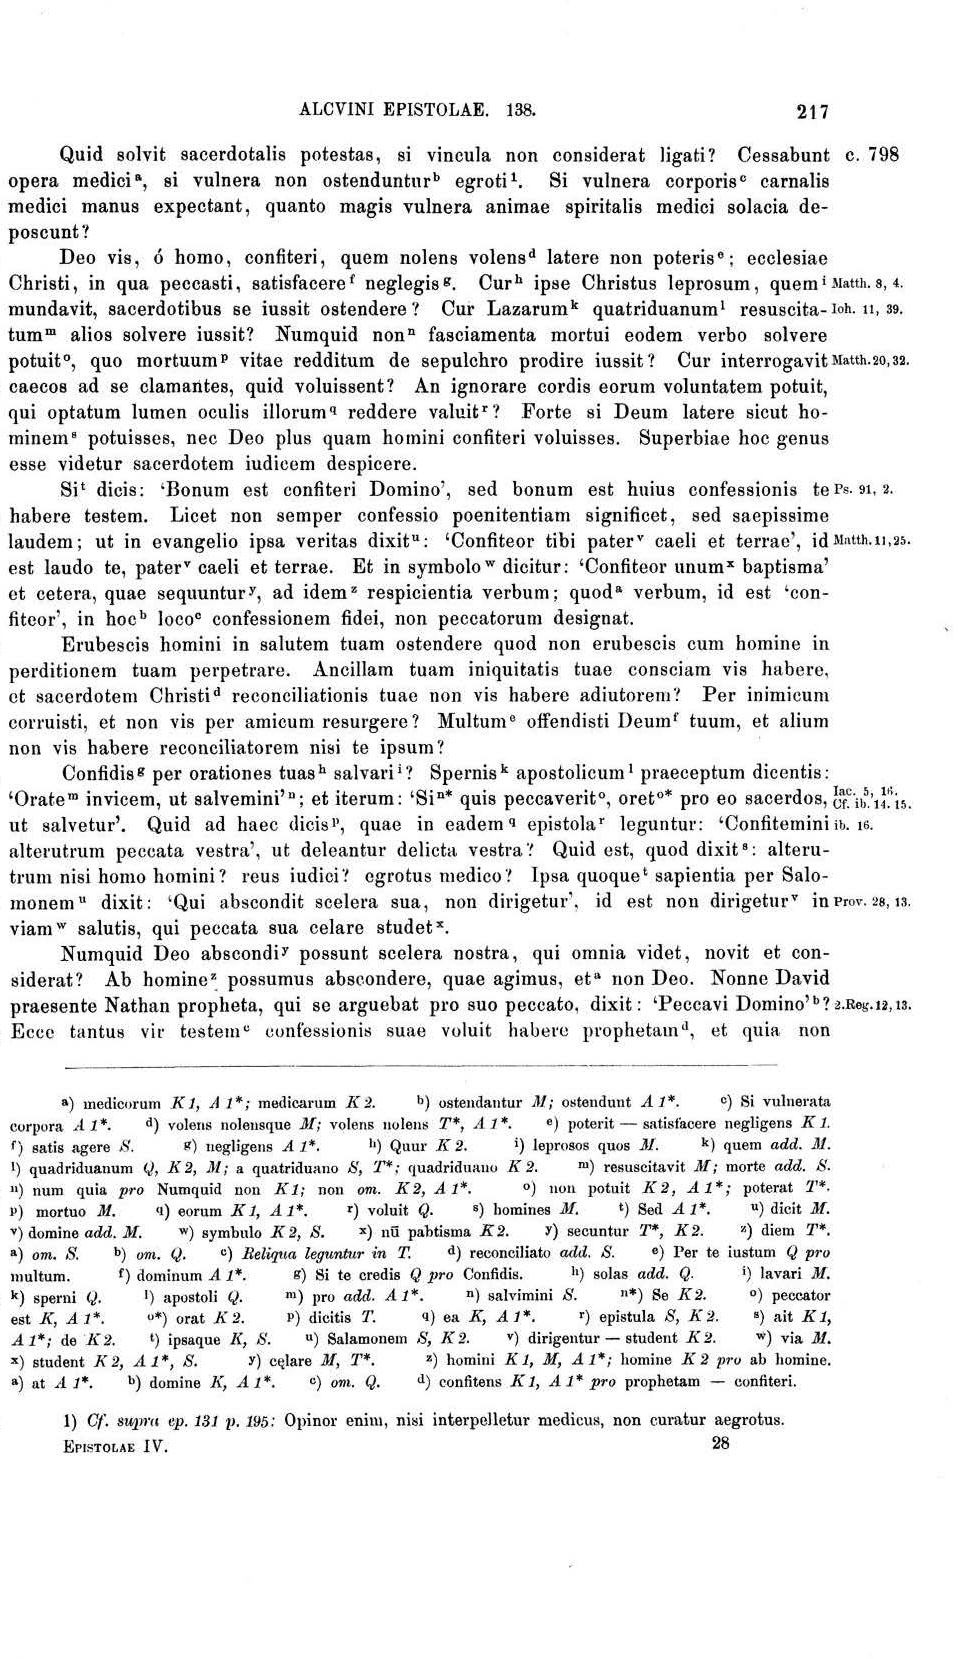 ALCVINI EPISTOLAE. 138. 217
Quid solvit sacerdotalis potestas, si vincula non considerat ligati? Cessabunt c. 798
opera medici a, si vulnera non ostenduntur b egroti 1. Si vulnera corporis c carnalis
medici manus expectant, quanto magis vulnera animae spiritalis medici solacia de-
poscunt?
Deo vis, ó homo, confiteri, quem nolens volens d latere non poteris e; ecclesiae
Christi, in qua peccasti, satisfacere f neglegis g. Cur h ipse Christus leprosum, quem i Matth. 8, 4.
mundavit, sacerdotibus se iussit ostendere? Cur Lazarum k quatriduanum l resuscita- Ioh. 11, 39.
tum m alios solvere iussit? Numquid non n fasciamenta mortui eodem verbo solvere
potuit o, quo mortuum p vitae redditum de sepulchro prodire iussit? Cur interrogavit Matth. 20, 32.
caecos ad se clamantes, quid voluissent? An ignorare cordis eorum voluntatem potuit,
qui optatum lumen oculis illorum q reddere valuit r? Forte si Deum latere sicut ho-
minem s potuisses, nec Deo plus quam homini confiteri voluisses. Superbiae hoc genus
esse videtur sacerdotem iudicem despicere.
Si t dicis: ‘Bonum est confiteri Domino’, sed bonum est huius confessionis te Ps. 91, 2.
habere testem. Licet non semper confessio poenitentiam significet, sed saepissime
laudem; ut in evangelio ipsa veritas dixit u: ‘Confiteor tibi pater v caeli et terrae’, id Matth. 11, 25.
est laudo te, pater v caeli et terrae. Et in symbolo w dicitur: ‘Confiteor unum x baptisma’
et cetera, quae sequuntur y, ad idem z respicientia verbum; quod a verbum, id est ‘con-
fiteor’, in hoc b loco c confessionem fidei, non peccatorum designat.
Erubescis homini in salutem tuam ostendere quod non erubescis cum homine in
perditionem tuam perpetrare. Ancillam tuam iniquitatis tuae consciam vis habere,
et sacerdotem Christi d reconciliationis tuae non vis habere adiutorem? Per inimicum
corruisti, et non vis per amicum resurgere? Multum e offendisti Deum f tuum, et alium
non vis habere reconciliatorem nisi te ipsum?
Confidis g per orationes tuas h salvari i? Spernis k apostolicum l praeceptum dicentis:
‘Orate m invicem, ut salvemini’ n; et iterum: ‘Si n* quis peccaverit o, oret o* pro eo sacerdos, Iac. 5, 16. Cf. ib. 14. 15.
ut salvetur’. Quid ad haec dicis p, quae in eadem q epistola r leguntur: ‘Confitemini ib. 16.
alterutrum peccata vestra’, ut deleantur delicta vestra? Quid est, quod dixit s: alteru-
trum nisi homo homini? reus iudici? egrotus medico? Ipsa quoque t sapientia per Salo-
monem u dixit: ‘Qui abscondit scelera sua, non dirigetur’, id est non dirigetur v in Prov. 28, 13.
viam w salutis, qui peccata sua celare studet x.
Numquid Deo abscondi y possunt scelera nostra, qui omnia videt, novit et con-
siderat? Ab homine z possumus abscondere, quae agimus, et a non Deo. Nonne David
praesente Nathan propheta, qui se arguebat pro suo peccato, dixit: ‘Peccavi Domino’ b? 2. Reg. 12, 13.
Ecce tantus vir testem c confessionis suae voluit habere prophetam d, et quia non
a) medicorum K 1, A 1*; medicarum K 2. b) ostendantur M; ostendunt A 1*. c) Si vulnerata
corpora A 1*. d) volens nolensque M; volens nolens T*, A 1*. e) poterit — satisfacere negligens K 1.
f) satis agere S. g) negligens A 1*. h) Quur K 2. i) leprosos quos M. k) quem add. M.
l) quadriduanum Q, K 2, M; a quatriduano S, T*; quadriduano K 2. m) resuscitavit M; morte add. S.
n) num quia pro Numquid non K 1; non om. K 2, A 1*. o) non potuit K 2, A 1*; poterat T*.
p) mortuo M. q) eorum K 1, A 1*. r) voluit Q. s) homines M. t) Sed A 1*. u) dicit M.
v) domine add. M. w) symbulo K 2, S. x) nū pabtisma K 2. y) secuntur T*, K 2. z) diem T*.
a) om. S. b) om. Q. c) Reliqua leguntur in T. d) reconciliato add. S. e) Per te iustum Q pro
multum. f) dominum A 1*. g) Si te credis Q pro Confidis. h) solas add. Q. i) lavari M.
k) sperni Q. l) apostoli Q. m) pro add. A 1*. n) salvimini S. n*) Se K 2. o) peccator
est K, A 1*. o*) orat K 2. p) dicitis T. q) ea K, A 1*. r) epistula S, K 2. s) ait K 1,
A 1*; de K 2. t) ipsaque K, S. u) Salamonem S, K 2. v) dirigentur — student K 2. w) via M.
x) student K 2, A 1*, S. y) cęlare M, T*. z) homini K 1, M, A 1*; homine K 2 pro ab homine.
a) at A 1*. b) domine K, A 1*. c) om. Q. d) confitens K 1, A 1* pro prophetam — confiteri.
1) Cf. supra ep. 131 p. 195: Opinor enim, nisi interpelletur medicus, non curatur aegrotus.
EPISTOLAE IV. 28